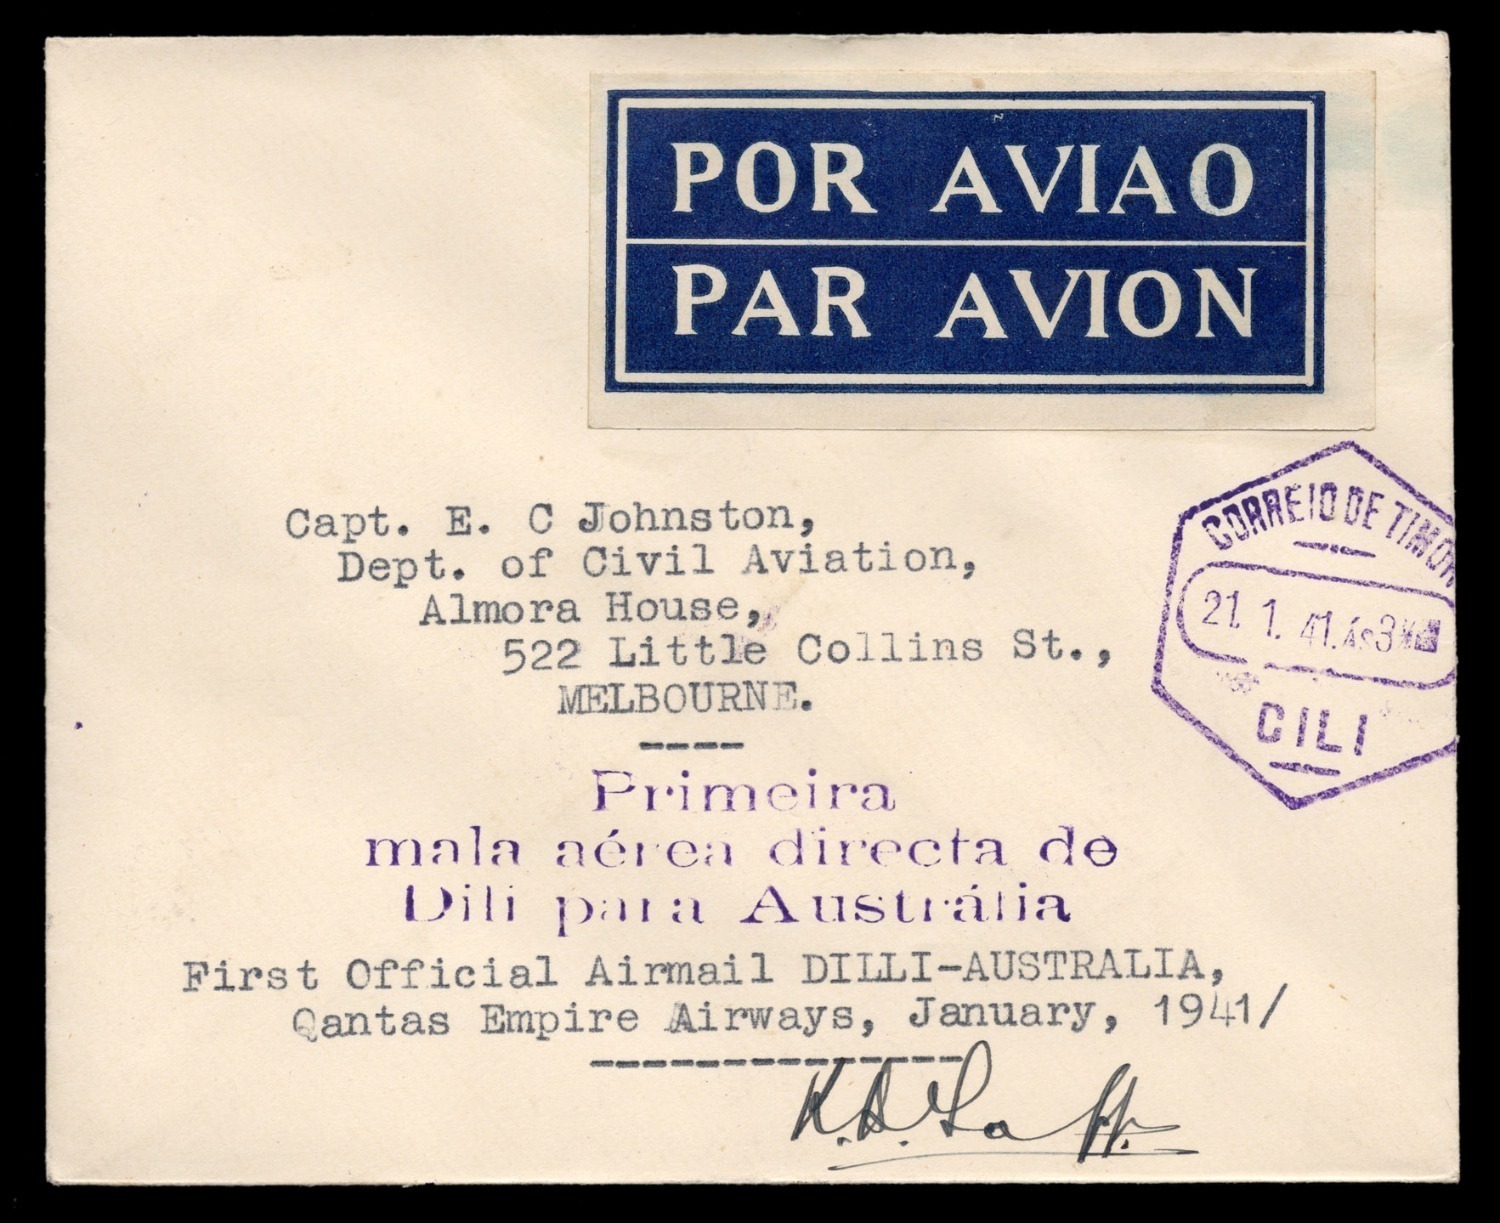 POR AVIAO
PAR AVION
Capt. E. C Johnston,
Dept. of Civil Aviation,
Almora House,
522 Little Collins St.,
MELBOURNE.
CORREIO DE TIMOR
21. 1. 41.
DILI
Primeira
mala aérea directa de
Dili para Austrália
First Official Airmail DILLI-AUSTRALIA,
Qantas Empire Airways, January, 1941/